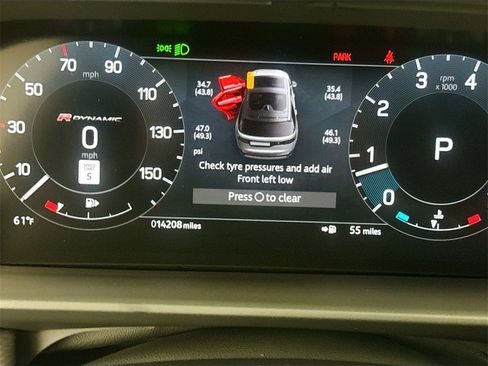 70 90
mph
50 110
30 130
10 150
R DYNAMIC
0
mph
5
61°F
34.7
(43.8)
35.4
(43.8)
47.0
(49.3)
psi
46.1
(49.3)
Check tyre pressures and add air
Front left low
Press O to clear
014208 miles
55 miles
PARK
3 4
2
1
0
rpm
x 1000
P